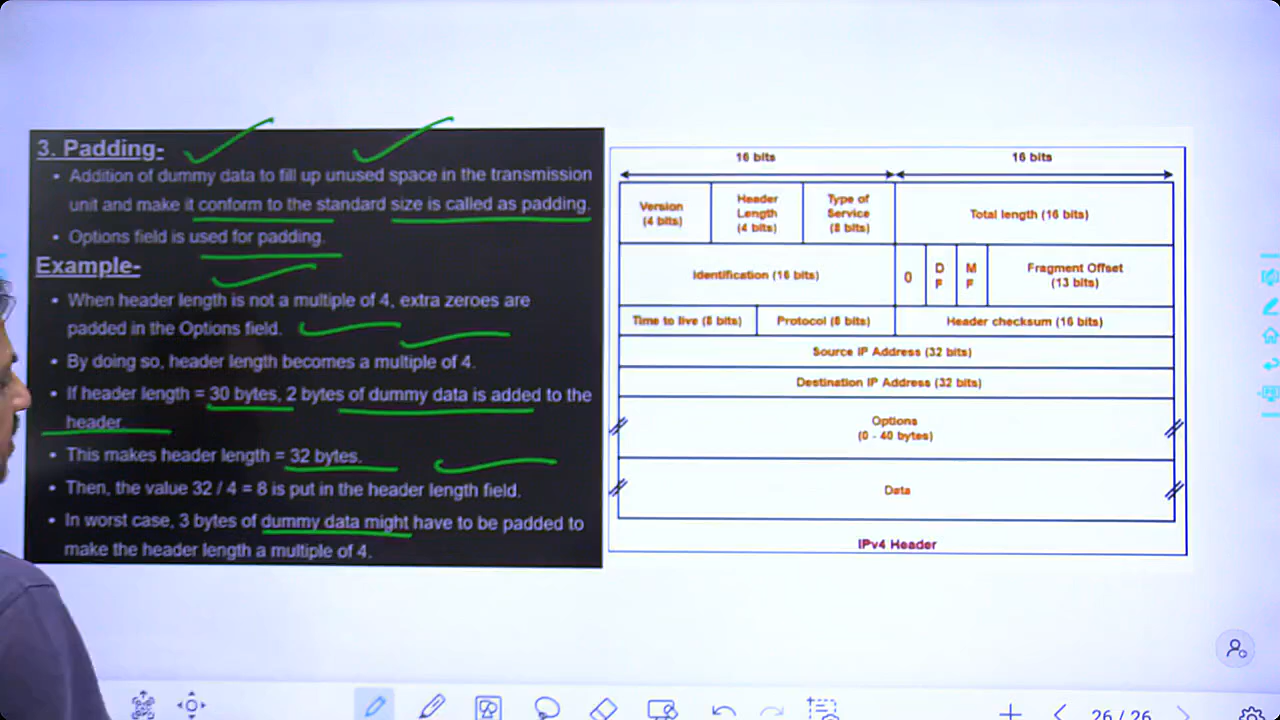 3. Padding-
• Addition of dummy data to fill up unused space in the transmission
unit and make it conform to the standard size is called as padding.
• Options field is used for padding.
Example-
• When header length is not a multiple of 4, extra zeroes are
padded in the Options field.
• By doing so, header length becomes a multiple of 4.
• If header length = 30 bytes, 2 bytes of dummy data is added to the
header.
• This makes header length = 32 bytes.
• Then, the value 32 / 4 = 8 is put in the header length field.
• In worst case, 3 bytes of dummy data might have to be padded to
make the header length a multiple of 4.
16 bits 16 bits
Version
(4 bits)
Header
Length
(4 bits)
Type of
Service
(8 bits)
Total length (16 bits)
Identification (16 bits)
0
D
F
M
F
Fragment Offset
(13 bits)
Time to live (8 bits) Protocol (8 bits) Header checksum (16 bits)
Source IP Address (32 bits)
Destination IP Address (32 bits)
Options
(0 - 40 bytes)
Data
IPv4 Header
26 / 26